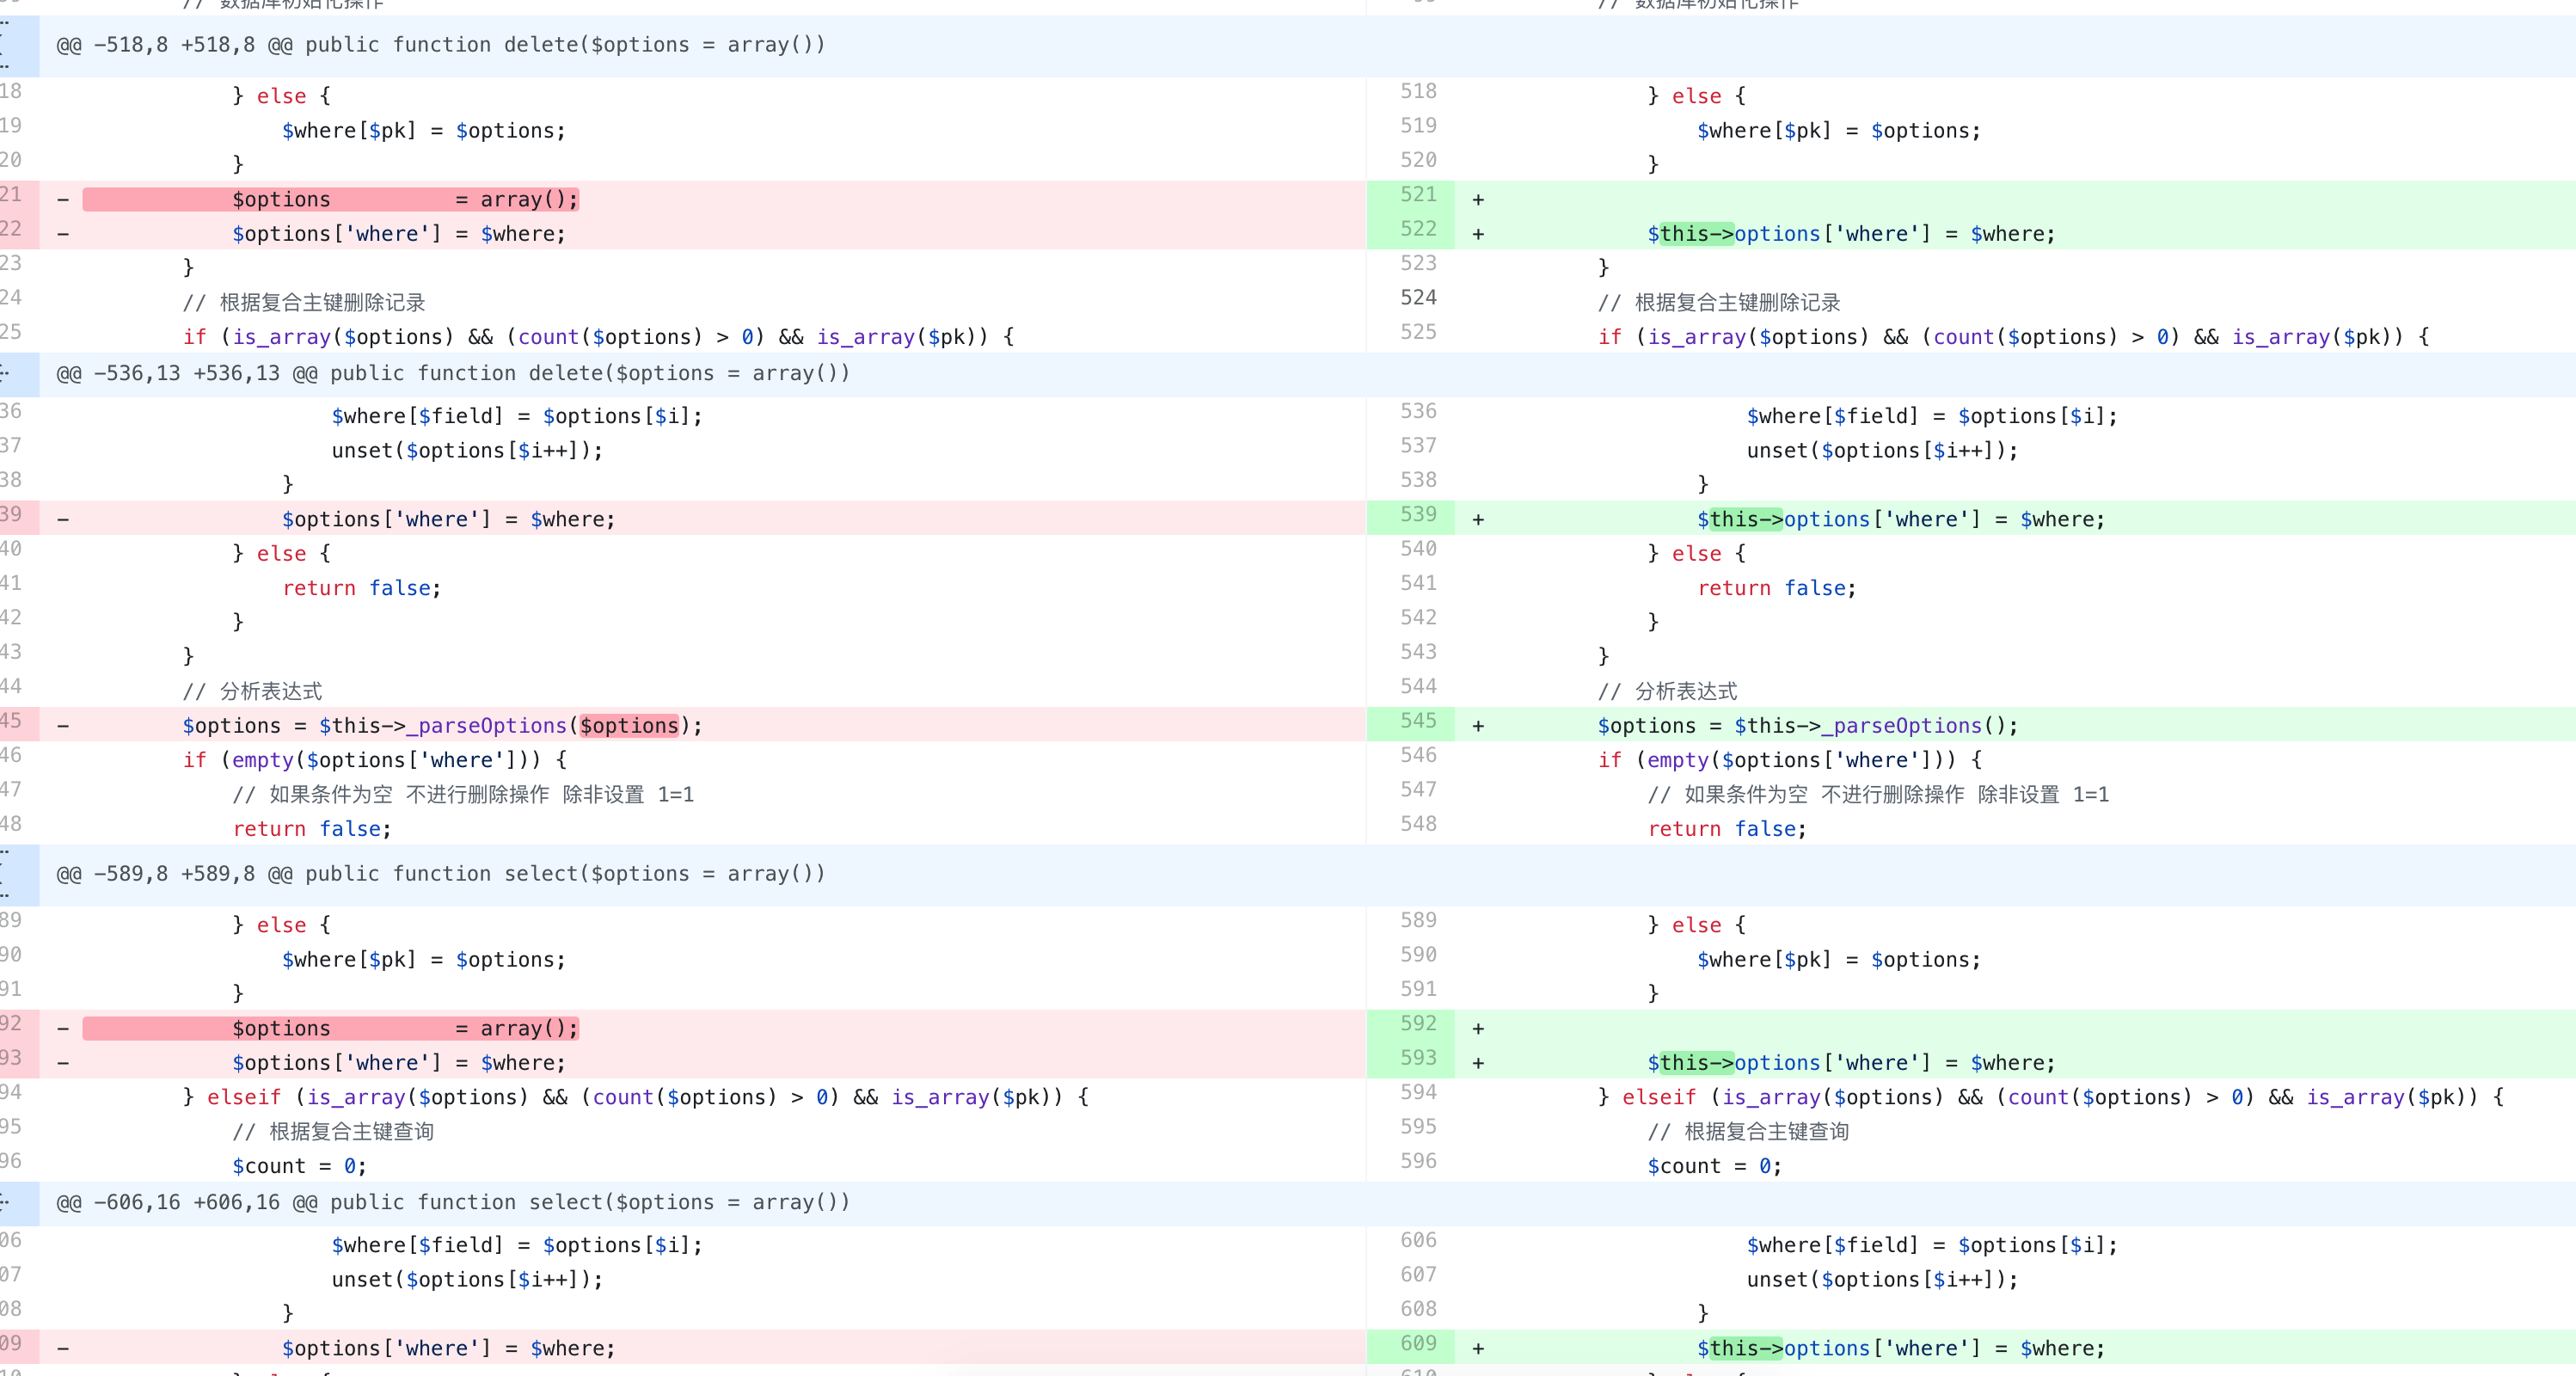 // 数据库初始化操作 // 数据库初始化操作
@@ -518,8 +518,8 @@ public function delete($options = array())
18 } else { 518 } else {
19 $where[$pk] = $options; 519 $where[$pk] = $options;
20 } 520 }
21 - $options = array(); 521 +
22 - $options['where'] = $where; 522 + $this->options['where'] = $where;
23 } 523 }
24 // 根据复合主键删除记录 524 // 根据复合主键删除记录
25 if (is_array($options) && (count($options) > 0) && is_array($pk)) { 525 if (is_array($options) && (count($options) > 0) && is_array($pk)) {
@@ -536,13 +536,13 @@ public function delete($options = array())
36 $where[$field] = $options[$i]; 536 $where[$field] = $options[$i];
37 unset($options[$i++]); 537 unset($options[$i++]);
38 } 538 }
39 - $options['where'] = $where; 539 + $this->options['where'] = $where;
40 } else { 540 } else {
41 return false; 541 return false;
42 } 542 }
43 } 543 }
44 // 分析表达式 544 // 分析表达式
45 - $options = $this->_parseOptions($options); 545 + $options = $this->_parseOptions();
46 if (empty($options['where'])) { 546 if (empty($options['where'])) {
47 // 如果条件为空 不进行删除操作 除非设置 1=1 547 // 如果条件为空 不进行删除操作 除非设置 1=1
48 return false; 548 return false;
@@ -589,8 +589,8 @@ public function select($options = array())
89 } else { 589 } else {
90 $where[$pk] = $options; 590 $where[$pk] = $options;
91 } 591 }
92 - $options = array(); 592 +
93 - $options['where'] = $where; 593 + $this->options['where'] = $where;
94 } elseif (is_array($options) && (count($options) > 0) && is_array($pk)) { 594 } elseif (is_array($options) && (count($options) > 0) && is_array($pk)) {
95 // 根据复合主键查询 595 // 根据复合主键查询
96 $count = 0; 596 $count = 0;
@@ -606,16 +606,16 @@ public function select($options = array())
06 $where[$field] = $options[$i]; 606 $where[$field] = $options[$i];
07 unset($options[$i++]); 607 unset($options[$i++]);
08 } 608 }
09 - $options['where'] = $where; 609 + $this->options['where'] = $where;